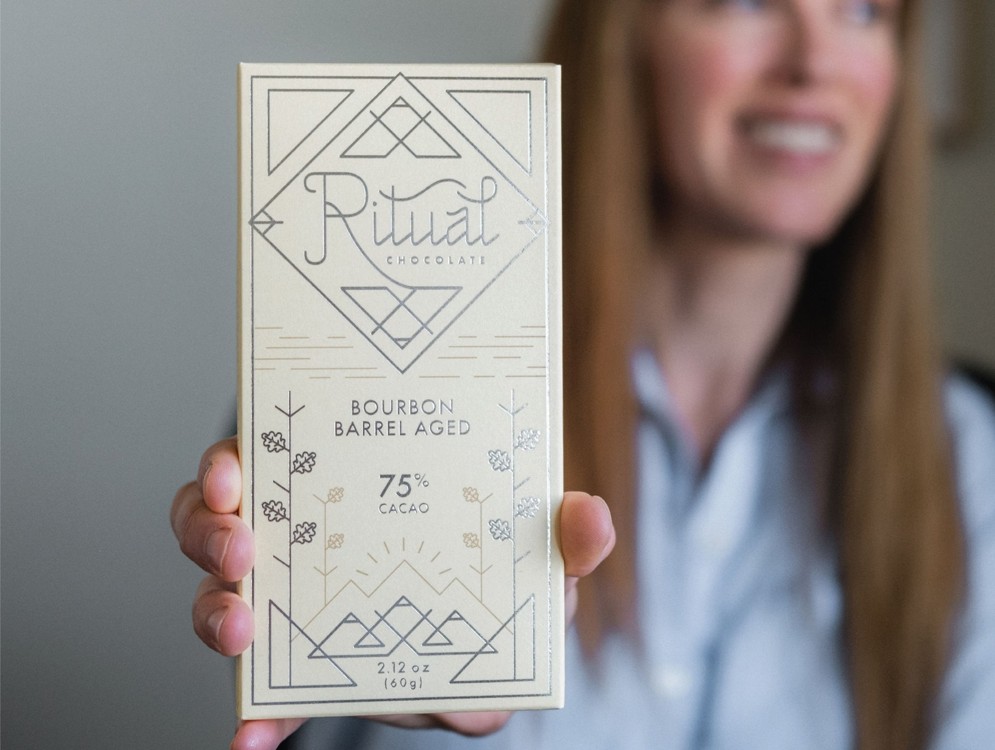 Ritual
CHOCOLATE
BOURBON
BARREL AGED
75%
CACAO
2.12 oz
(60g)